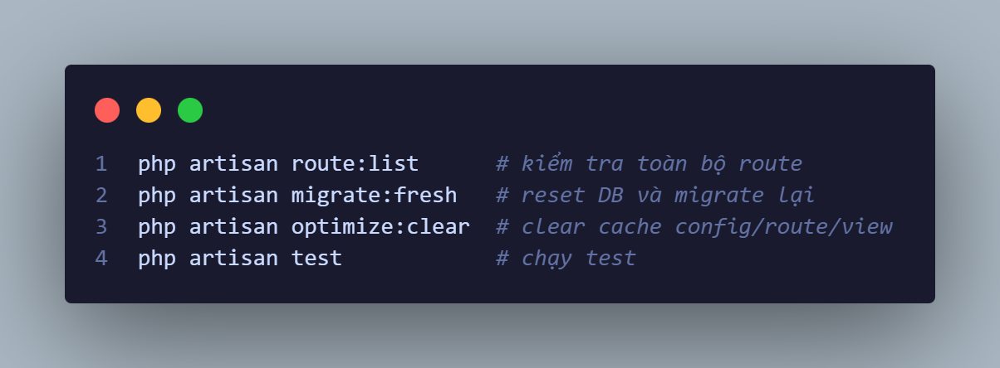 1 php artisan route:list # kiểm tra toàn bộ route
2 php artisan migrate:fresh # reset DB và migrate lại
3 php artisan optimize:clear # clear cache config/route/view
4 php artisan test # chạy test